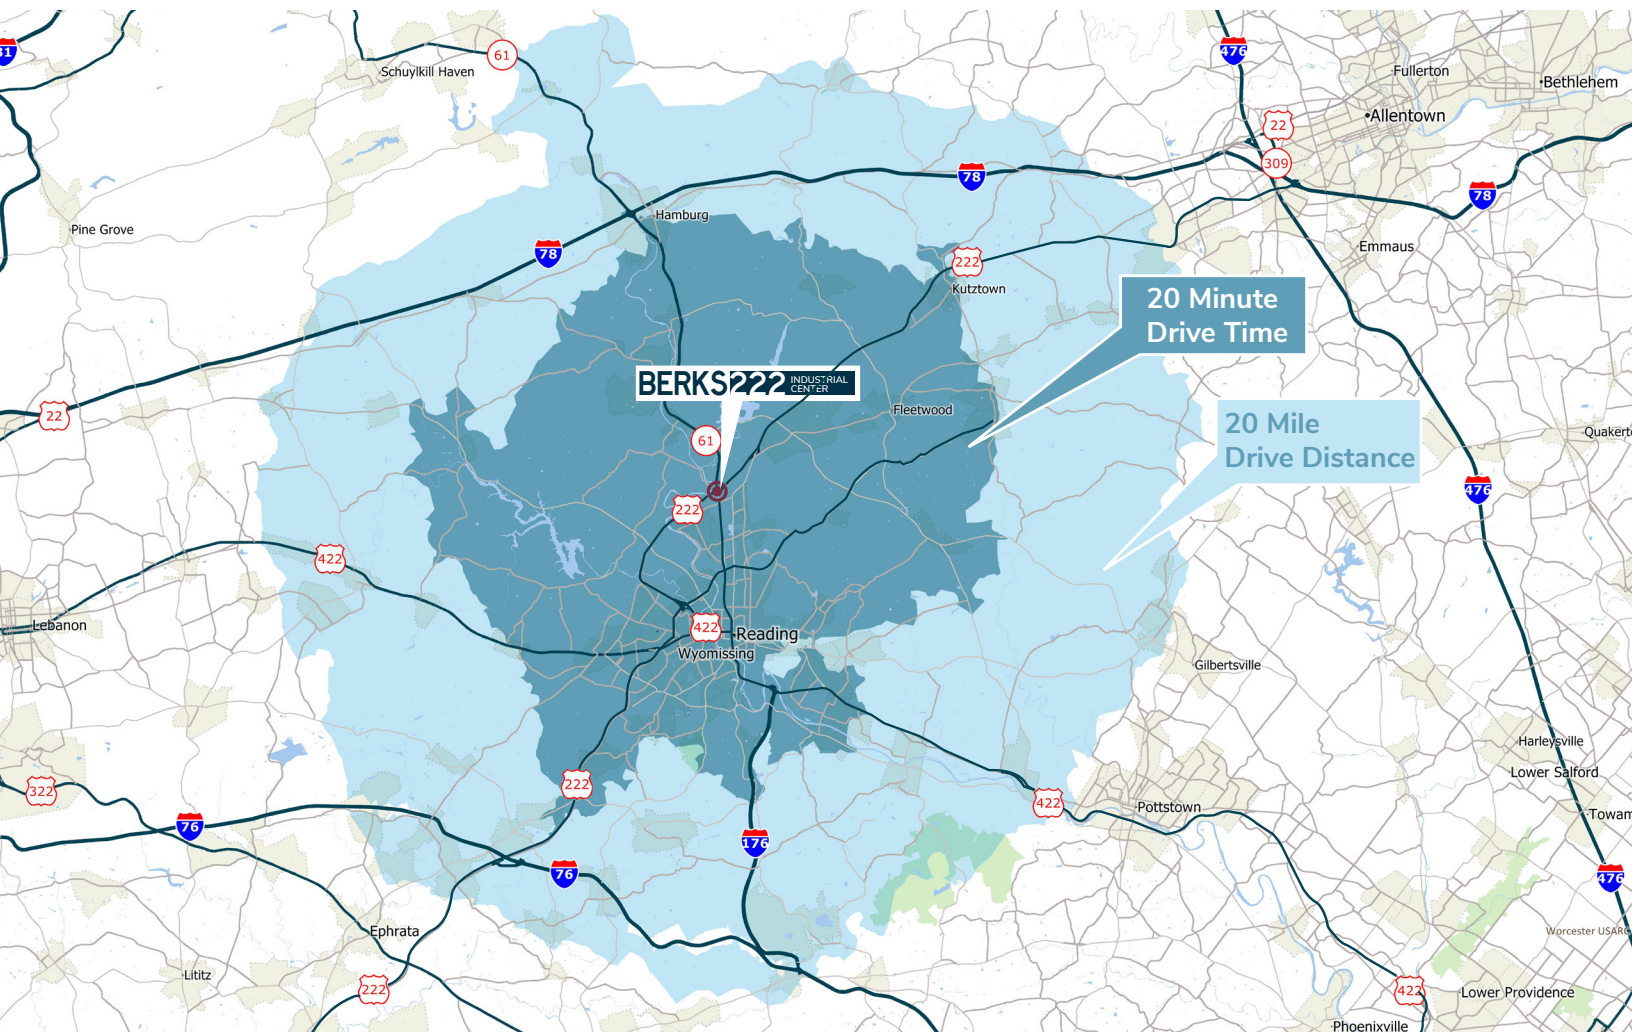 81
61
Schuylkill Haven
476
Fullerton
Bethlehem
Allentown
22
309
78
78
Hamburg
Pine Grove
78
Emmaus
222
Kutztown
20 Minute
Drive Time
BERKS222 INDUSTRIAL
CENTER
22
Fleetwood
20 Mile
Drive Distance
Quakert
61
476
222
422
Lebanon
422
Reading
Wyomissing
Gilbertsville
Harleysville
Lower Salford
322
222
422
Pottstown
Towam
76
176
76
476
Ephrata
Worcester USARC
Lititz
222
422
Lower Providence
Phoenixville